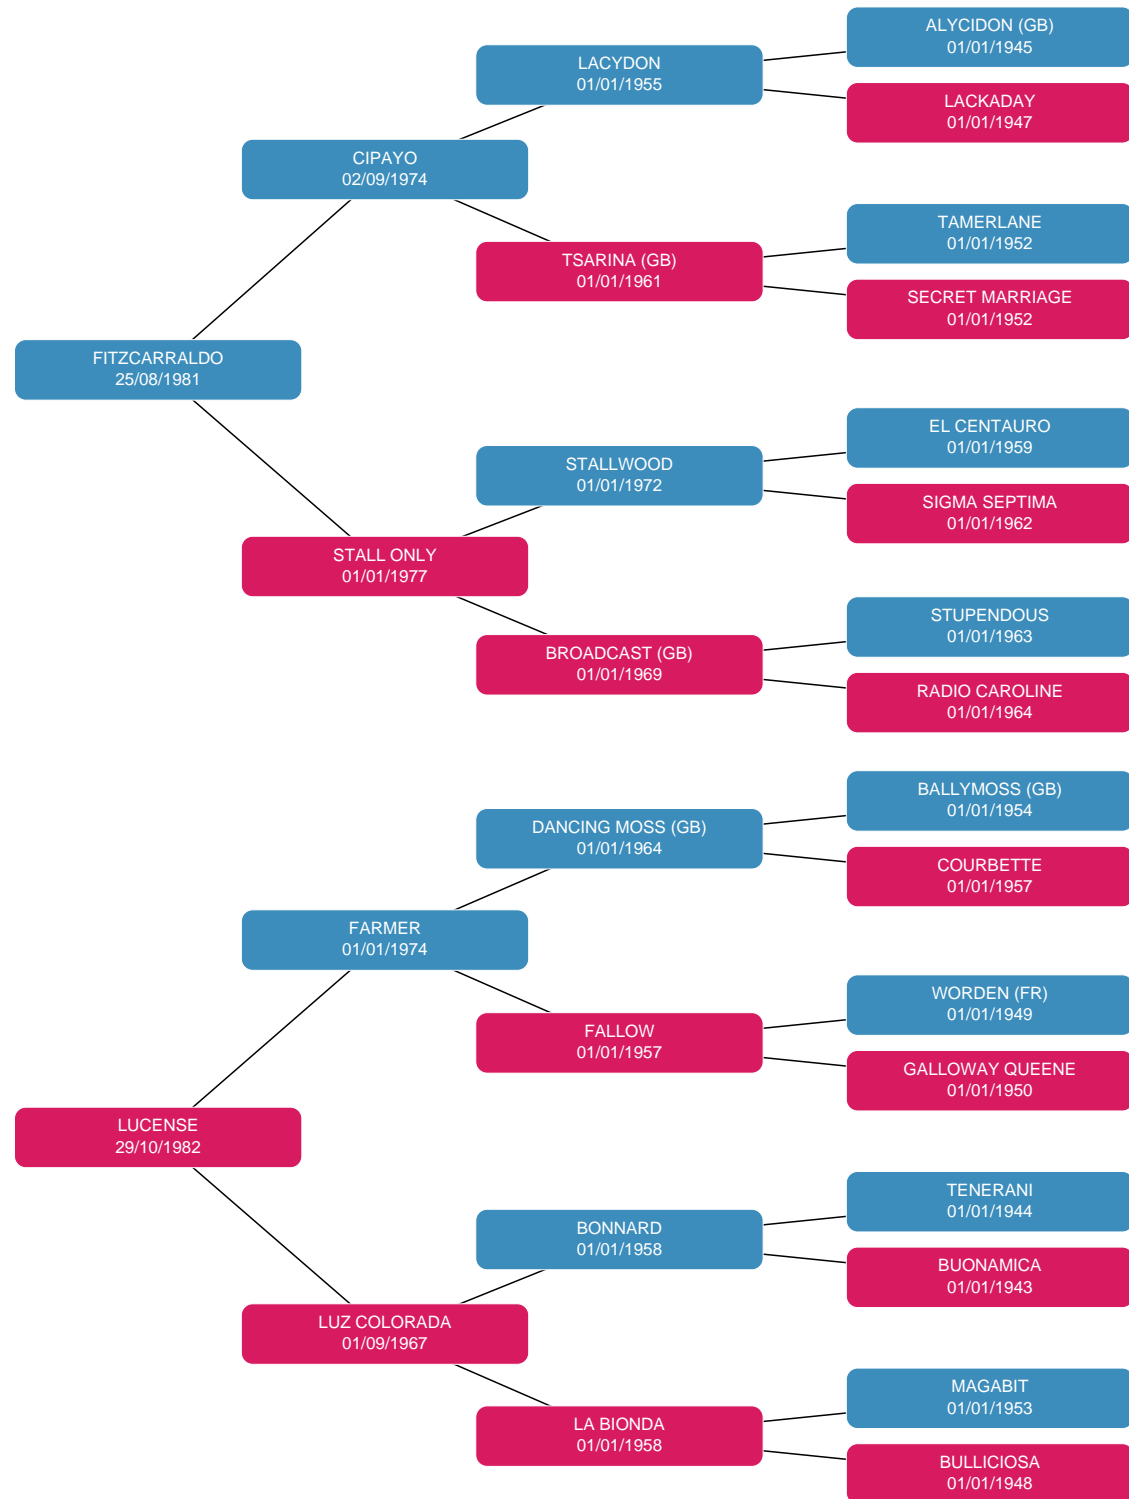 ALYCIDON (GB)
01/01/1945
LACYDON
01/01/1955
LACKADAY
01/01/1947
CIPAYO
02/09/1974
TAMERLANE
01/01/1952
TSARINA (GB)
01/01/1961
SECRET MARRIAGE
01/01/1952
FITZCARRALDO
25/08/1981
EL CENTAURO
01/01/1959
STALLWOOD
01/01/1972
SIGMA SEPTIMA
01/01/1962
STALL ONLY
01/01/1977
STUPENDOUS
01/01/1963
BROADCAST (GB)
01/01/1969
RADIO CAROLINE
01/01/1964
BALLYMOSS (GB)
01/01/1954
DANCING MOSS (GB)
01/01/1964
COURBETTE
01/01/1957
FARMER
01/01/1974
WORDEN (FR)
01/01/1949
FALLOW
01/01/1957
GALLOWAY QUEENE
01/01/1950
LUCENSE
29/10/1982
TENERANI
01/01/1944
BONNARD
01/01/1958
BUONAMICA
01/01/1943
LUZ COLORADA
01/09/1967
MAGABIT
01/01/1953
LA BIONDA
01/01/1958
BULLICIOSA
01/01/1948